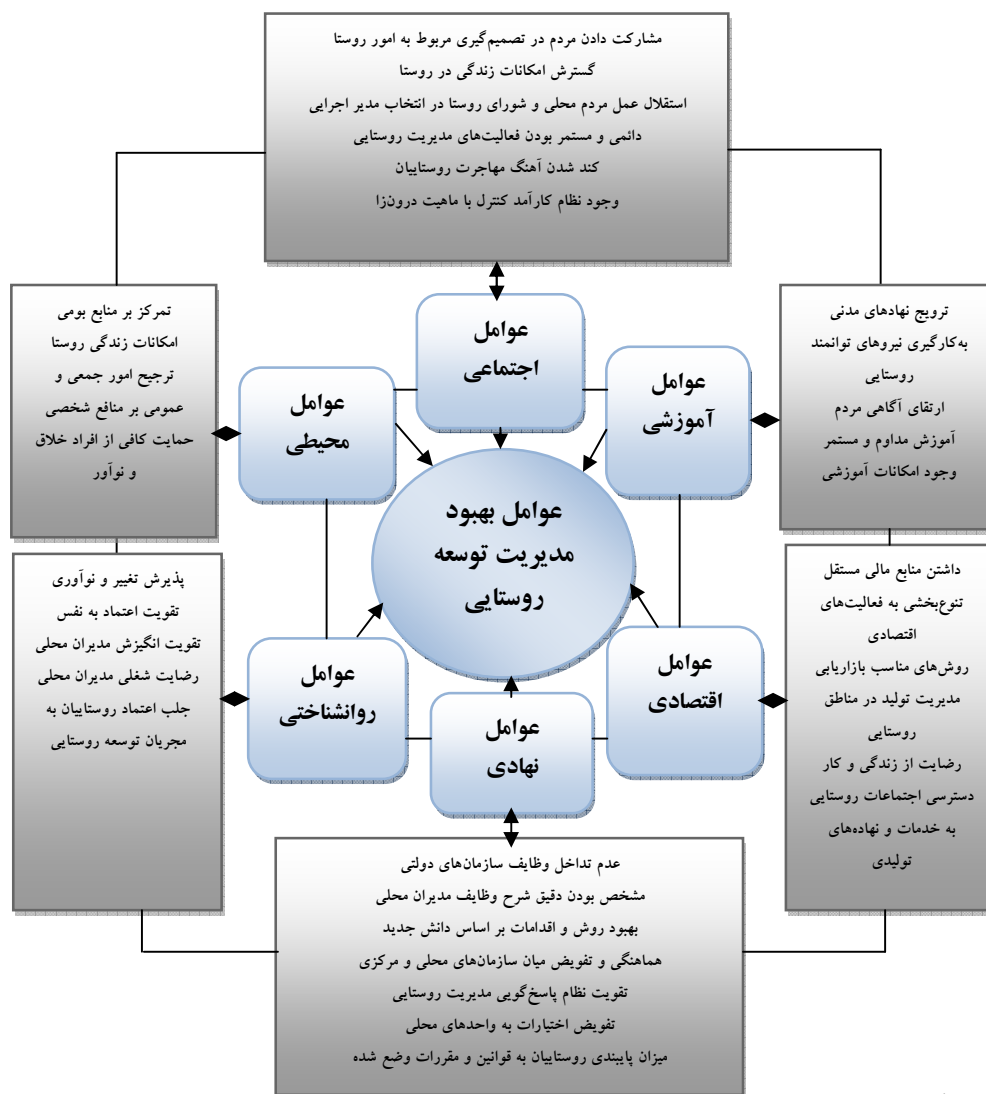 مشارکت دادن مردم در تصمیم‌گیری مربوط به امور روستا
گسترش امکانات زندگی در روستا
استقلال عمل مردم محلی و شورای روستا در انتخاب مدیر اجرایی
دائمی و مستمر بودن فعالیت‌های مدیریت روستایی
کند شدن آهنگ مهاجرت روستاییان
وجود نظام کارآمد کنترل با ماهیت درون‌زا
ترویج نهادهای مدنی
به‌کارگیری نیروهای توانمند
روستایی
ارتقای آگاهی مردم
آموزش مداوم و مستمر
وجود امکانات آموزشی
عوامل
اجتماعی
عوامل
آموزشی
عوامل
محیطی
تمرکز بر منابع بومی
امکانات زندگی روستا
ترجیح امور جمعی و
عمومی بر منافع شخصی
حمایت کافی از افراد خلاق
و نوآور
عوامل بهبود
مدیریت توسعه
روستایی
داشتن منابع مالی مستقل
تنوع‌بخشی به فعالیت‌های
اقتصادی
روش‌های مناسب بازاریابی
مدیریت تولید در مناطق
روستایی
رضایت از زندگی و کار
دسترسی اجتماعات روستایی
به خدمات و نهاده‌های
تولیدی
عوامل
اقتصادی
عوامل
نهادی
عوامل
روانشناختی
پذیرش تغییر و نوآوری
تقویت اعتماد به نفس
تقویت انگیزش مدیران محلی
رضایت شغلی مدیران محلی
جلب اعتماد روستاییان به
مجریان توسعه روستایی
عدم تداخل وظایف سازمان‌های دولتی
مشخص بودن دقیق شرح وظایف مدیران محلی
بهبود روش و اقدامات بر اساس دانش جدید
هماهنگی و تفویض میان سازمان‌های محلی و مرکزی
تقویت نظام پاسخ‌گویی مدیریت روستایی
تفویض اختیارات به واحدهای محلی
میزان پایبندی روستاییان به قوانین و مقررات وضع شده